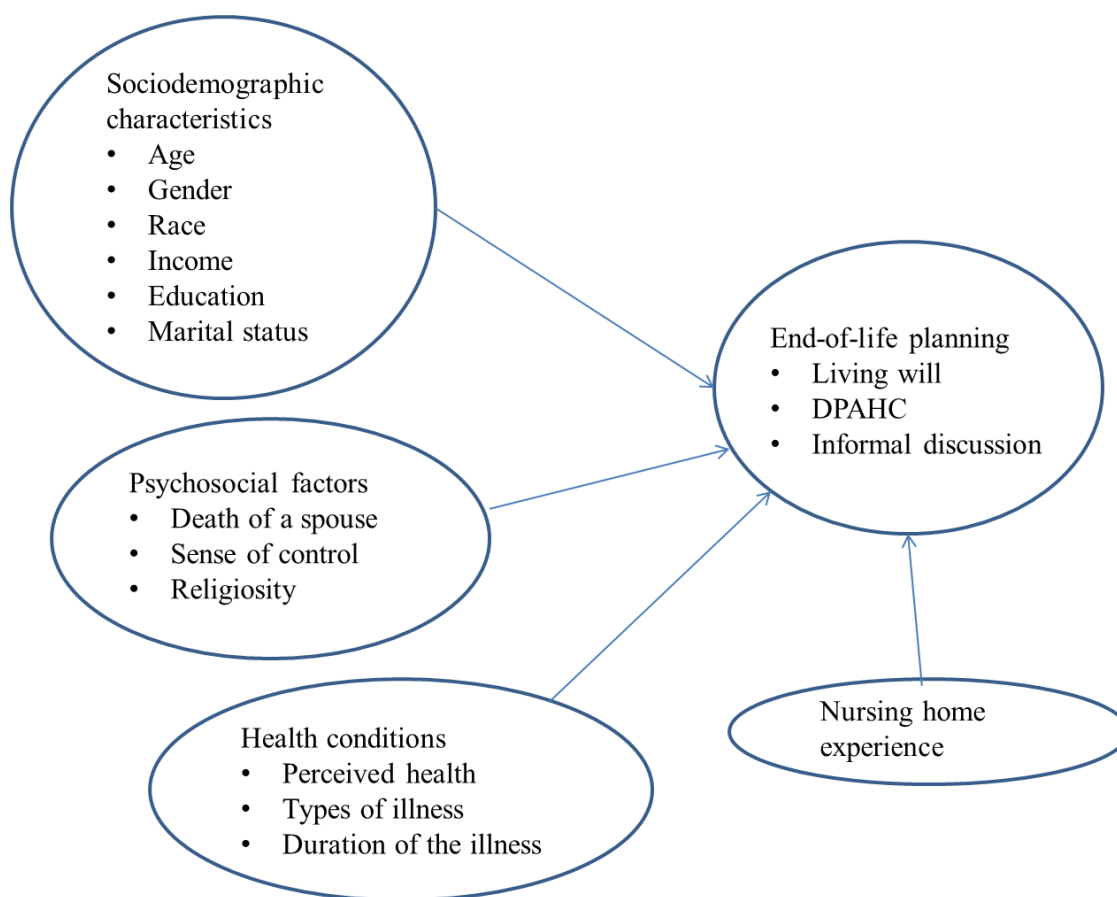 Sociodemographic
characteristics
• Age
• Gender
• Race
• Income
• Education
• Marital status
End-of-life planning
• Living will
• DPAHC
• Informal discussion
Psychosocial factors
• Death of a spouse
• Sense of control
• Religiosity
Health conditions
• Perceived health
• Types of illness
• Duration of the illness
Nursing home
experience